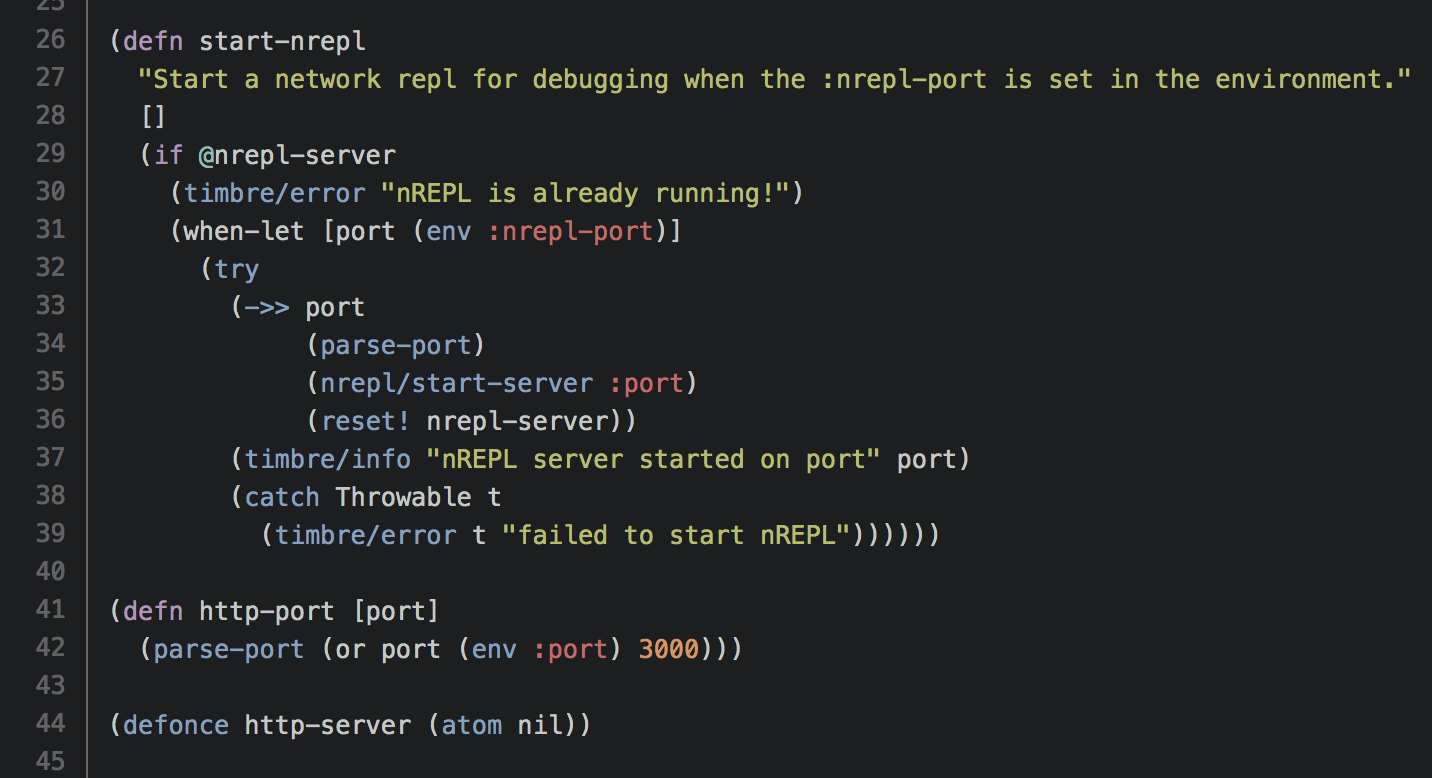 25
26 (defn start-nrepl
27   "Start a network repl for debugging when the :nrepl-port is set in the environment."
28   []
29   (if @nrepl-server
30     (timbre/error "nREPL is already running!")
31     (when-let [port (env :nrepl-port)]
32       (try
33         (->> port
34              (parse-port)
35              (nrepl/start-server :port)
36              (reset! nrepl-server))
37         (timbre/info "nREPL server started on port" port)
38         (catch Throwable t
39           (timbre/error t "failed to start nREPL"))))))
40
41 (defn http-port [port]
42   (parse-port (or port (env :port) 3000)))
43
44 (defonce http-server (atom nil))
45